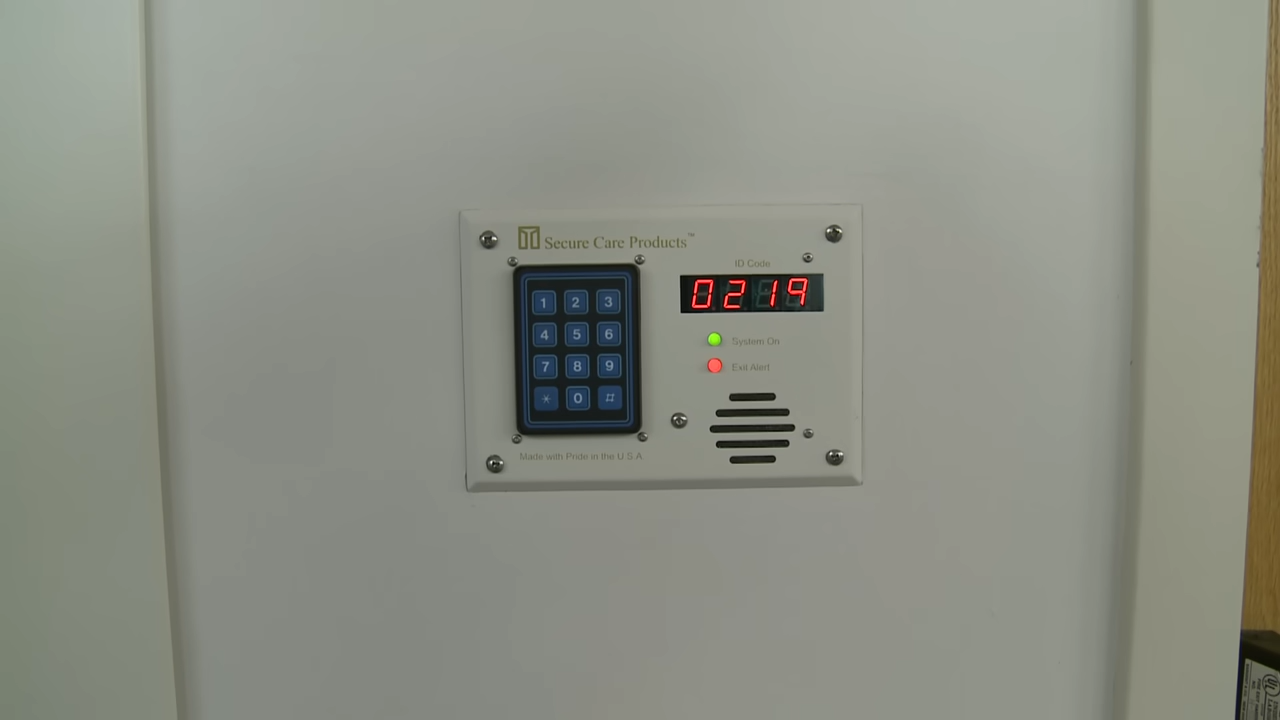 Secure Care Products™
ID Code
0219
1 2 3
4 5 6
7 8 9
* 0 #
System On
Exit Alert
Made with Pride in the U.S.A